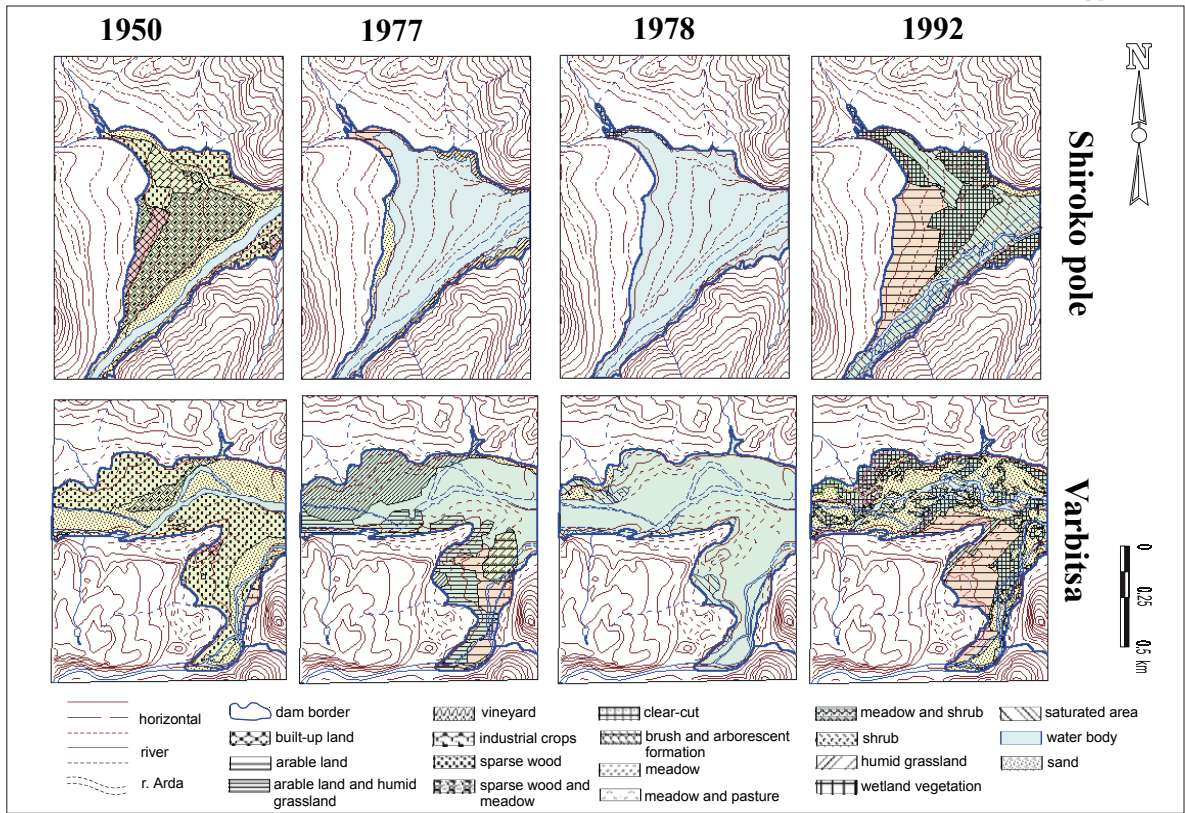 1950 1977 1978 1992
N
Shiroko pole
Varbitsa
0 0,25 0,5 km
horizontal
river
r. Arda
dam border
built-up land
arable land
arable land and humid
grassland
vineyard
industrial crops
sparse wood
sparse wood and
meadow
clear-cut
brush and arborescent
formation
meadow
meadow and pasture
meadow and shrub
shrub
humid grassland
wetland vegetation
saturated area
water body
sand